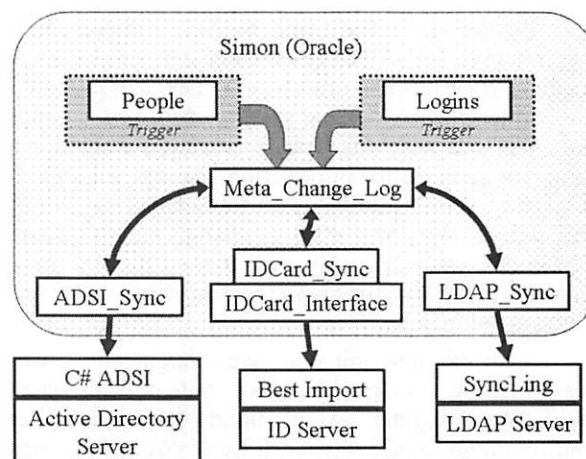 Simon (Oracle)
People
Trigger
Logins
Trigger
Meta_Change_Log
ADSI_Sync
IDCard_Sync
IDCard_Interface
LDAP_Sync
C# ADSI
Active Directory
Server
Best Import
ID Server
SyncLing
LDAP Server